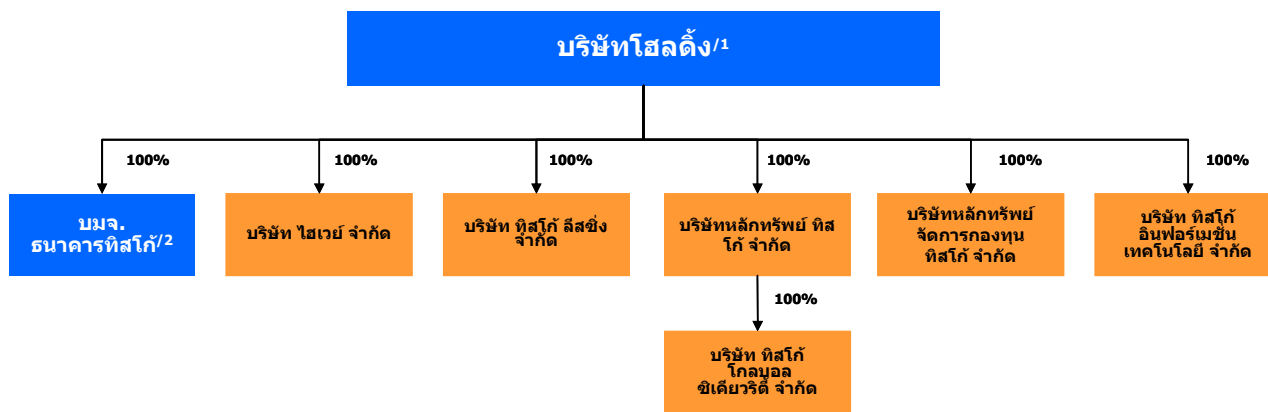 บริษัทโฮลดิ้ง/1
100%
100%
100%
100%
100%
100%
บมจ.
ธนาคารทิสโก้/2
บริษัท ไฮเวย์ จำกัด
บริษัท ทิสโก้ ลีสซิ่ง
จำกัด
บริษัทหลักทรัพย์ ทิส
โก้ จำกัด
บริษัทหลักทรัพย์
จัดการกองทุน
ทิสโก้ จำกัด
บริษัท ทิสโก้
อินฟอร์เมชั่น
เทคโนโลยี จำกัด
100%
บริษัท ทิสโก้
โกลบอล
ซิเคียวริตี้ จำกัด